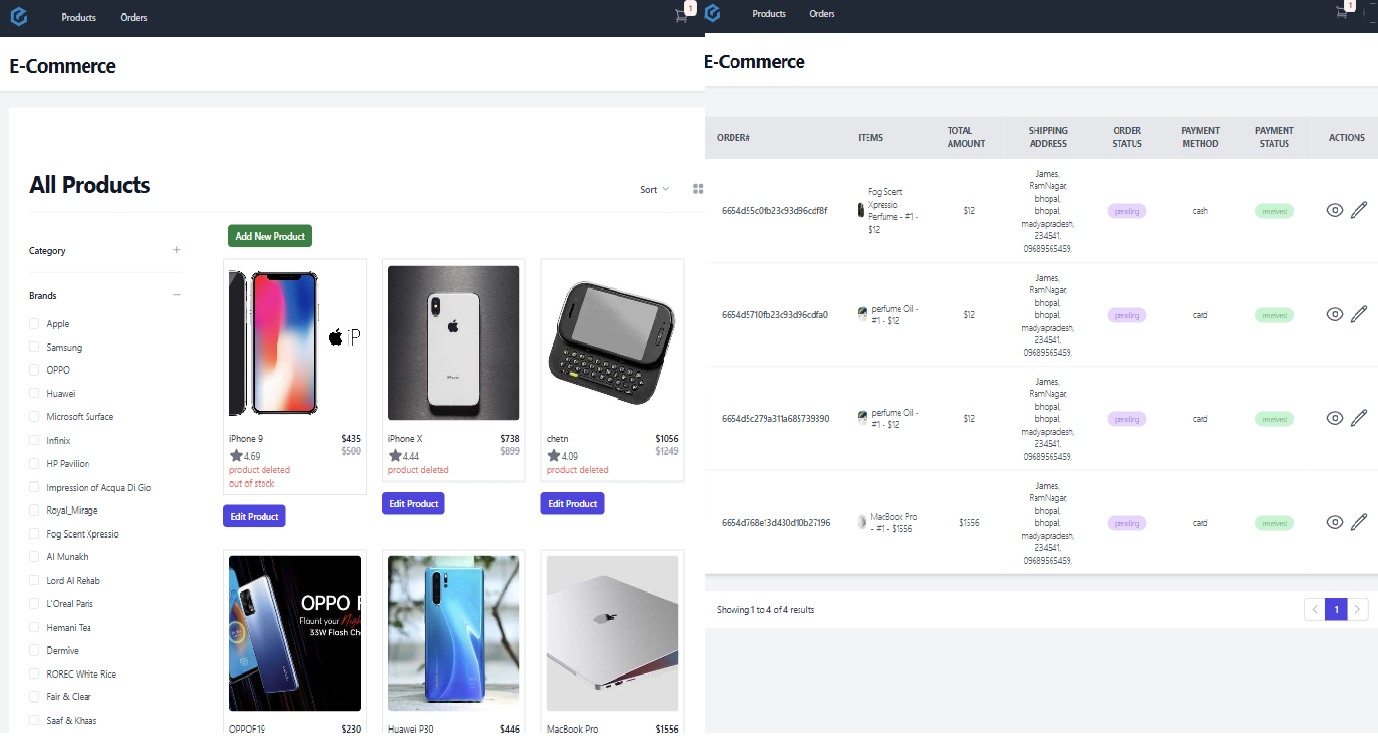 Products Orders 1
E-Commerce
All Products
Sort
Add New Product
Category
Brands
Apple
Samsung
OPPO
Huawei
Microsoft Surface
Infinix
HP Pavilion
Impression of Acqua Di Gio
Royal_Mirage
Fog Scent Xpressio
Al Munakh
Lord Al Rehab
L'Oreal Paris
Hemani Tea
Dermive
ROREC White Rice
Fair & Clear
Saaf & Khaas
iP
iPhone 9 $435
4.69 $500
product deleted
out of stock
Edit Product
iPhone
iPhone X $738
4.44 $899
product deleted
Edit Product
chetn $1056
4.09 $1249
product deleted
Edit Product
OPPO F
Flaunt your
33W Flash Ch
OPPOF19 $230
Huawei P30 $446
MacBook Pro $1556
Products Orders 1
E-Commerce
ORDER# ITEMS TOTAL AMOUNT SHIPPING ADDRESS ORDER STATUS PAYMENT METHOD PAYMENT STATUS ACTIONS
6654d55c0fb23c93d96cdf8f
Fog Scent
Xpressio
Perfume - #1 -
$12
$12
James,
RamNagar,
bhopal,
bhopal,
madyapradesh,
234541,
09689565459,
pending
cash
received
6654d5710fb23c93d96cdfa0
perfume Oil -
#1 - $12
$12
James,
RamNagar,
bhopal,
bhopal,
madyapradesh,
234541,
09689565459,
pending
card
received
6654d5c279a311a685739390
perfume Oil -
#1 - $12
$12
James,
RamNagar,
bhopal,
bhopal,
madyapradesh,
234541,
09689565459,
pending
card
received
6654d768e13d430d10b27196
MacBook Pro
- #1 - $1556
$1556
James,
RamNagar,
bhopal,
bhopal,
madyapradesh,
234541,
09689565459,
pending
card
received
Showing 1 to 4 of 4 results
1